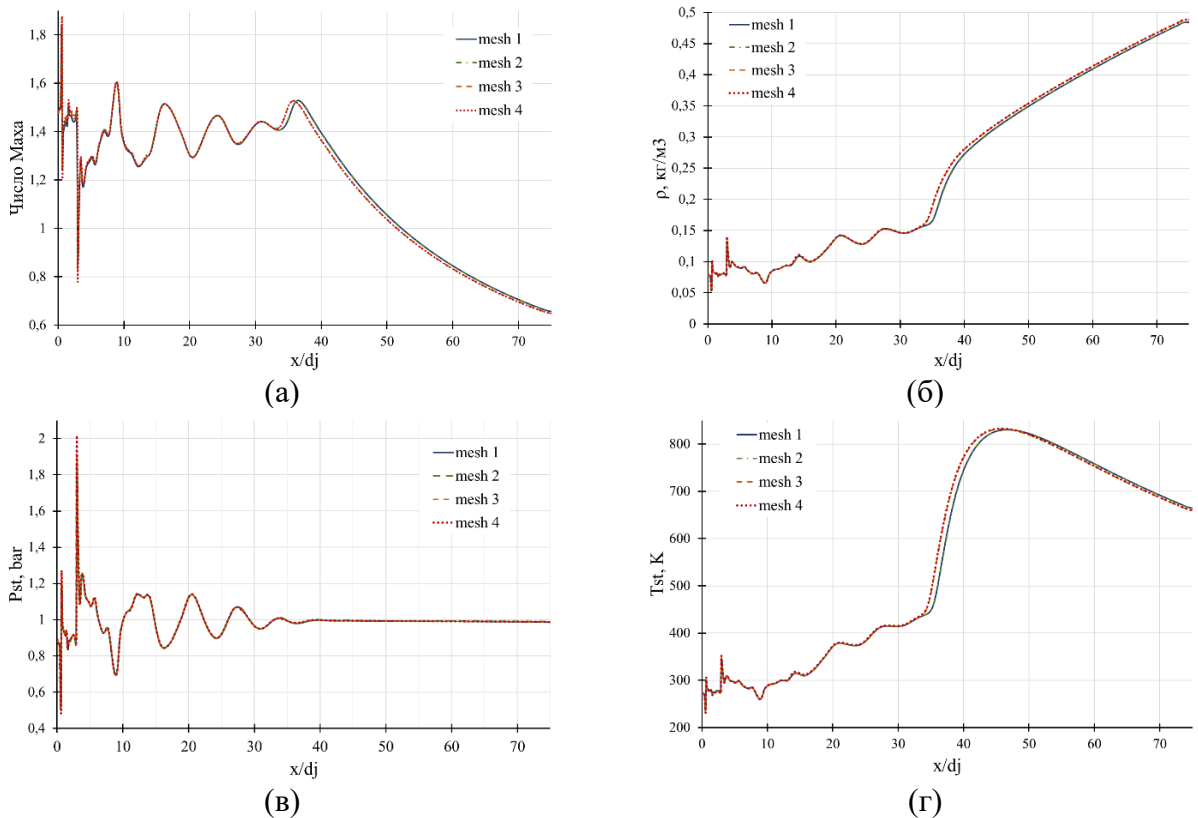 1,8
1,6
1,4
1,2
1
0,8
0,6
Число Маха
mesh 1
mesh 2
mesh 3
mesh 4
0 10 20 30 40 50 60 70
x/dj
(а)
0,5
0,45
0,4
0,35
0,3
0,25
0,2
0,15
0,1
0,05
0
ρ, кг/м3
mesh 1
mesh 2
mesh 3
mesh 4
0 10 20 30 40 50 60 70
x/dj
(б)
2
1,8
1,6
1,4
1,2
1
0,8
0,6
0,4
Pst, bar
mesh 1
mesh 2
mesh 3
mesh 4
0 10 20 30 40 50 60 70
x/dj
(в)
800
700
600
500
400
300
200
Tst, K
mesh 1
mesh 2
mesh 3
mesh 4
0 10 20 30 40 50 60 70
x/dj
(г)